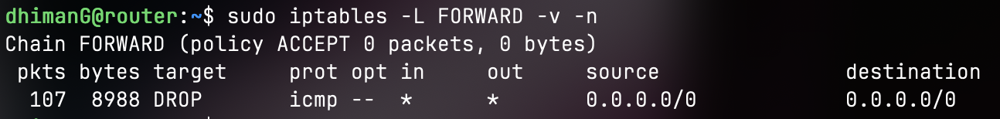 dhimanG@router:~$ sudo iptables -L FORWARD -v -n
Chain FORWARD (policy ACCEPT 0 packets, 0 bytes)
 pkts bytes target     prot opt in     out     source               destination
  107  8988 DROP       icmp --  *      *       0.0.0.0/0            0.0.0.0/0